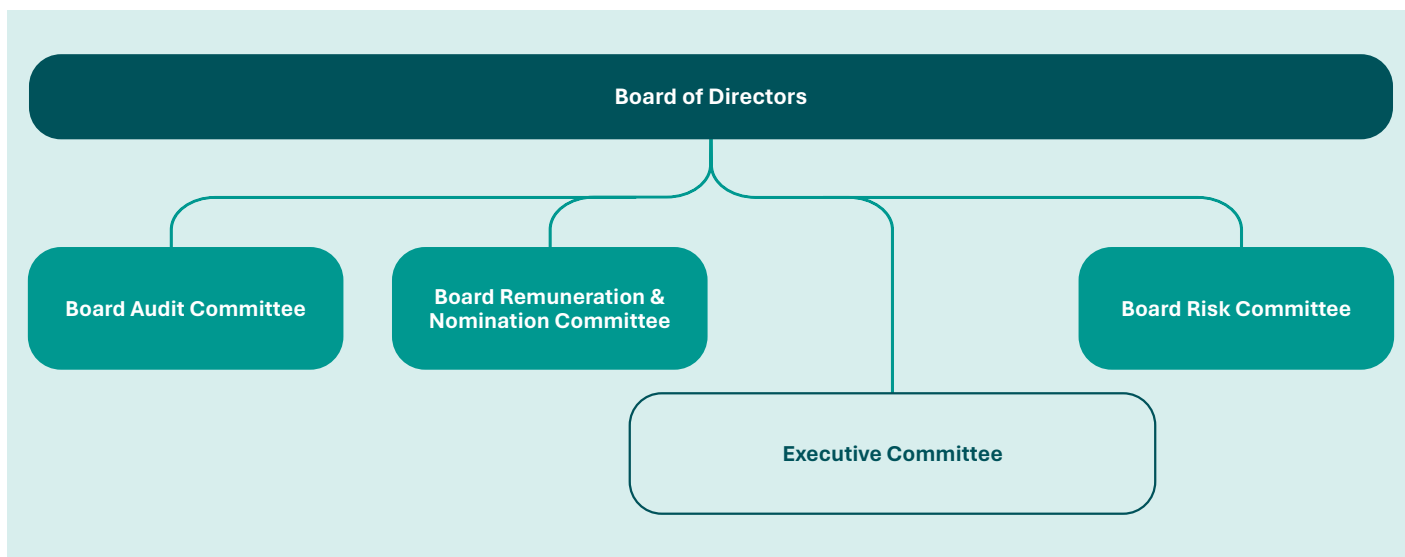 Board of Directors
Board Audit Committee
Board Remuneration &
Nomination Committee
Board Risk Committee
Executive Committee